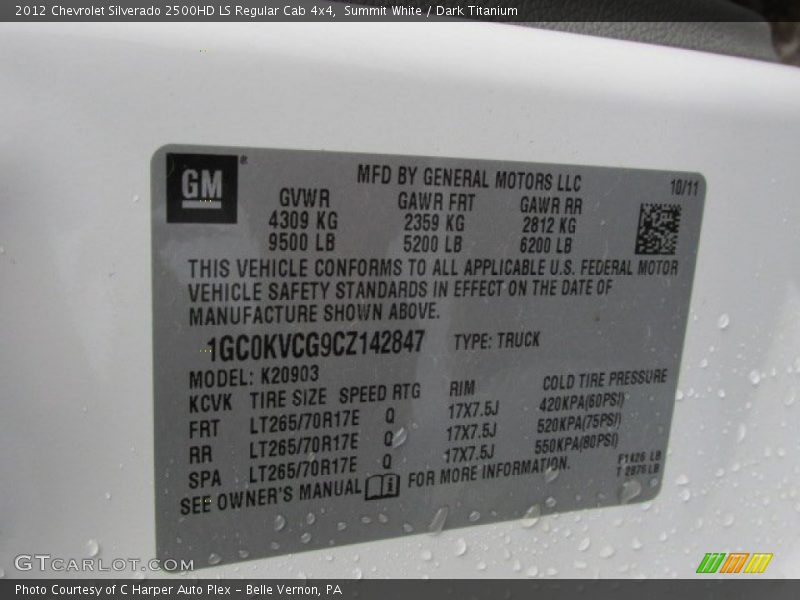 2012 Chevrolet Silverado 2500HD LS Regular Cab 4x4, Summit White / Dark Titanium
GM ®
MFD BY GENERAL MOTORS LLC 10/11
GVWR GAWR FRT GAWR RR
4309 KG 2359 KG 2812 KG
9500 LB 5200 LB 6200 LB
THIS VEHICLE CONFORMS TO ALL APPLICABLE U.S. FEDERAL MOTOR
VEHICLE SAFETY STANDARDS IN EFFECT ON THE DATE OF
MANUFACTURE SHOWN ABOVE.
1GC0KVCG9CZ142847 TYPE: TRUCK
MODEL: K20903
KCVK TIRE SIZE SPEED RTG RIM COLD TIRE PRESSURE
FRT LT265/70R17E Q 17X7.5J 420KPA(60PSI)
RR LT265/70R17E Q 17X7.5J 520KPA(75PSI)
SPA LT265/70R17E Q 17X7.5J 550KPA(80PSI)
SEE OWNER'S MANUAL FOR MORE INFORMATION.
F1426 LB
T 2876 LB
GTCARLOT.COM
Photo Courtesy of C Harper Auto Plex – Belle Vernon, PA